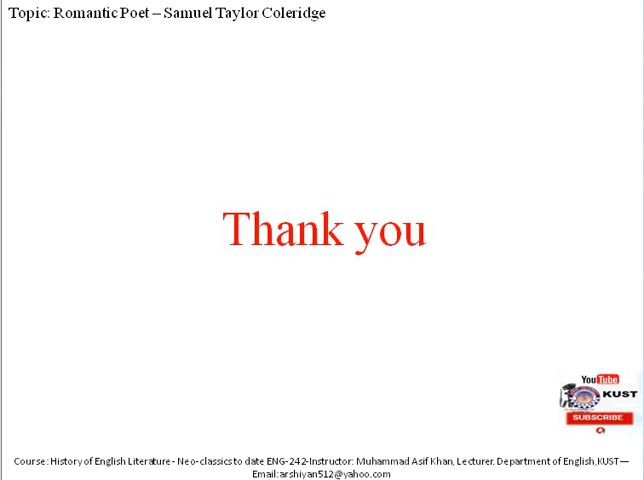 Topic: Romantic Poet – Samuel Taylor Coleridge
Thank you
YouTube
KUST
SUBSCRIBE
Course: History of English Literature - Neo-classics to date ENG-242-Instructor: Muhammad Asif Khan, Lecturer. Department of English,KUST—
Email:arshiyan512@yahoo.com